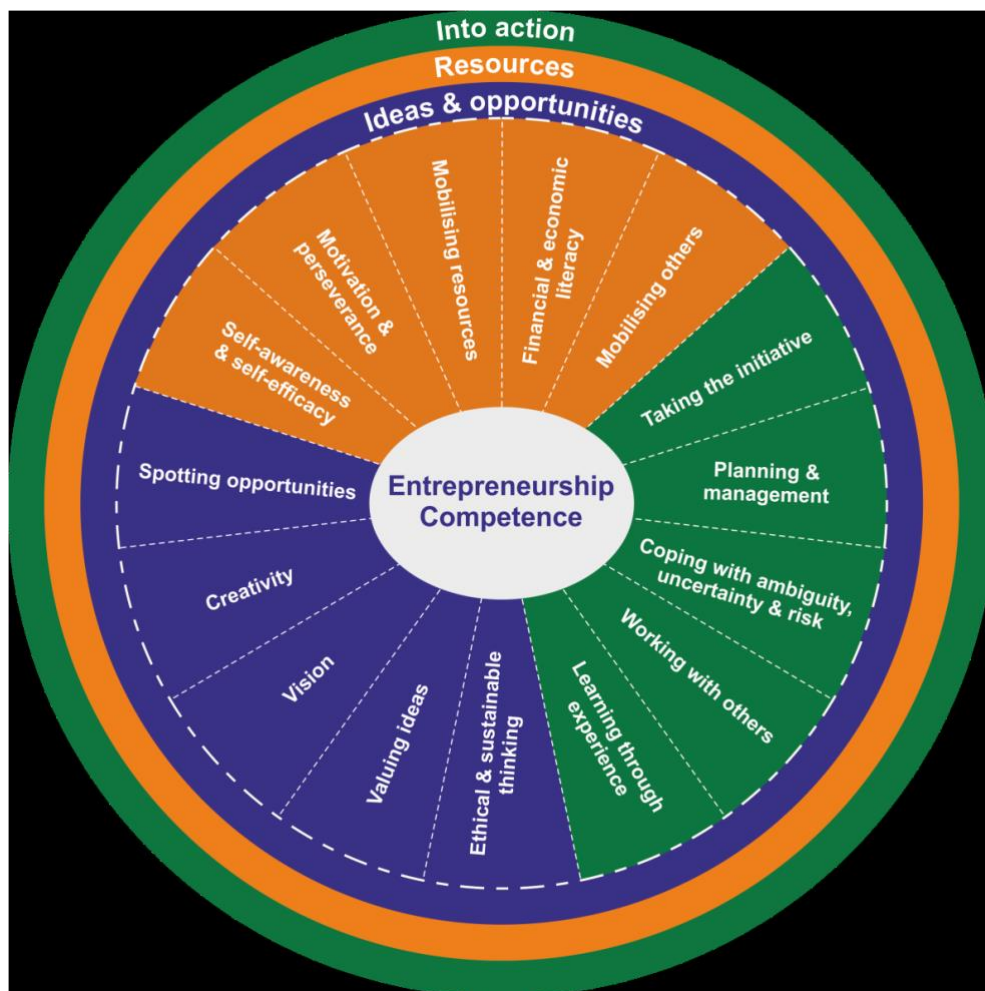 Into action
Resources
Ideas & opportunities
Self-awareness
& self-efficacy
Motivation &
perseverance
Mobilising resources
Financial & economic
literacy
Mobilising others
Taking the initiative
Planning &
management
Coping with ambiguity,
uncertainty & risk
Working with others
Learning through
experience
Ethical & sustainable
thinking
Valuing ideas
Vision
Creativity
Spotting opportunities
Entrepreneurship
Competence